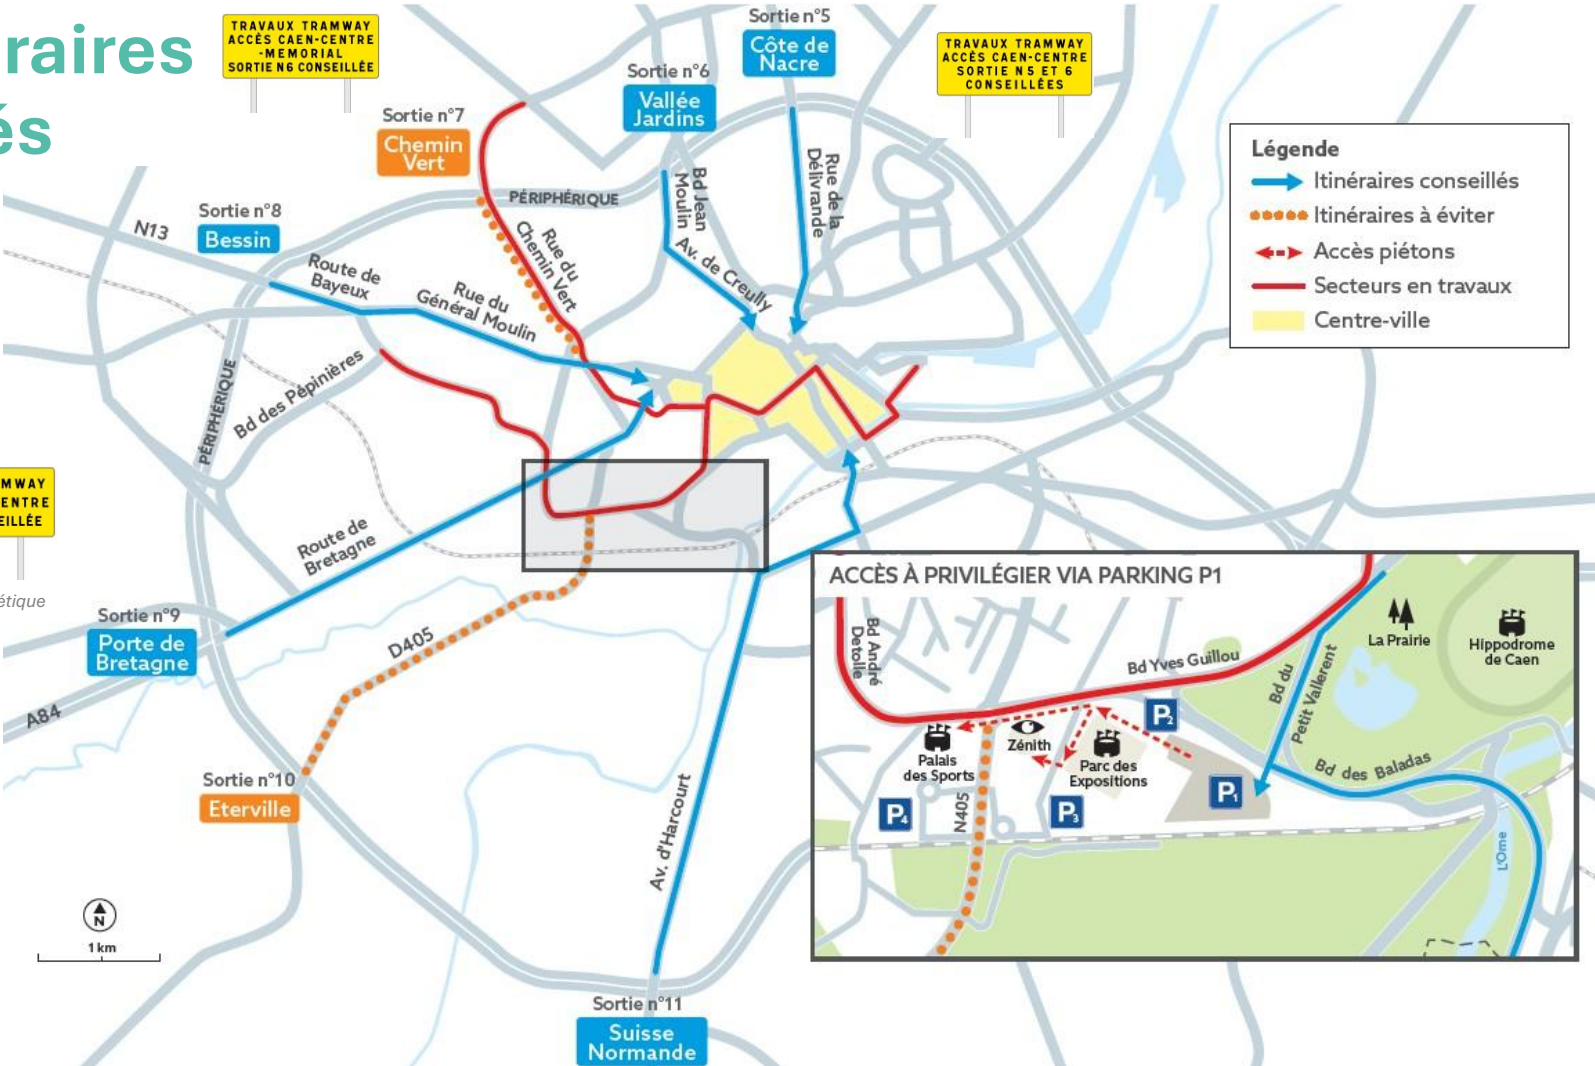 raires
és
TRAVAUX TRAMWAY
ACCÈS CAEN-CENTRE
-MEMORIAL
SORTIE N6 CONSEILLÉE
Sortie n°5
Côte de
Nacre
TRAVAUX TRAMWAY
ACCÈS CAEN-CENTRE
SORTIE N5 ET 6
CONSEILLÉES
Sortie n°6
Vallée
Jardins
Sortie n°7
Chemin
Vert
Légende
Itinéraires conseillés
Itinéraires à éviter
Accès piétons
Secteurs en travaux
Centre-ville
PÉRIPHÉRIQUE
Bd Jean
Moulin
Rue de la
Délivrande
Sortie n°8
Bessin
N13
Route de
Bayeux
Rue du
Général Moulin
Rue du
Chemin Vert
Av. de Creully
PÉRIPHÉRIQUE
Bd des Pépinières
MWAY
ENTRE
EILLÉE
étique
Route de
Bretagne
Sortie n°9
Porte de
Bretagne
D405
A84
Sortie n°10
Eterville
Av. d'Harcourt
N
1 km
Sortie n°11
Suisse
Normande
ACCÈS À PRIVILÉGIER VIA PARKING P1
Bd André
Detolle
Bd Yves Guillou
Bd du
Petit Vallerent
La Prairie
Hippodrome
de Caen
P2
Zénith
Palais
des Sports
Parc des
Expositions
Bd des Baladas
P1
P4
N405
P3
L'Orne